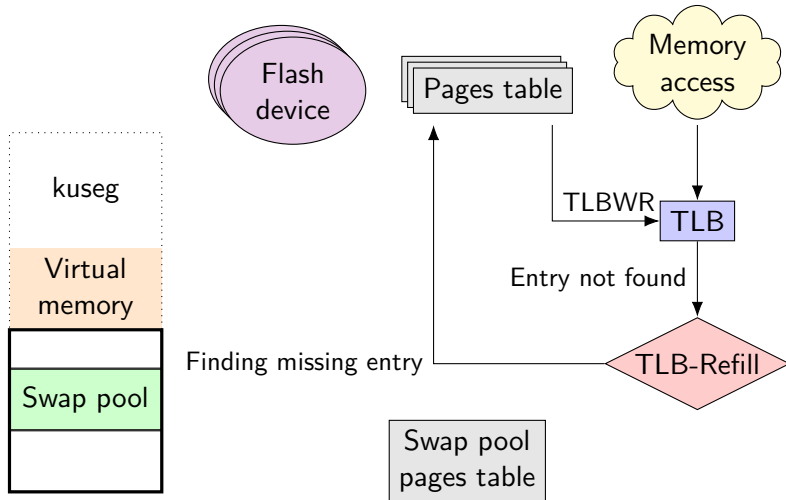 Flash
device
Pages table
Memory
access
kuseg
TLBWR
TLB
Virtual
memory
Entry not found
Finding missing entry
TLB-Refill
Swap pool
Swap pool
pages table